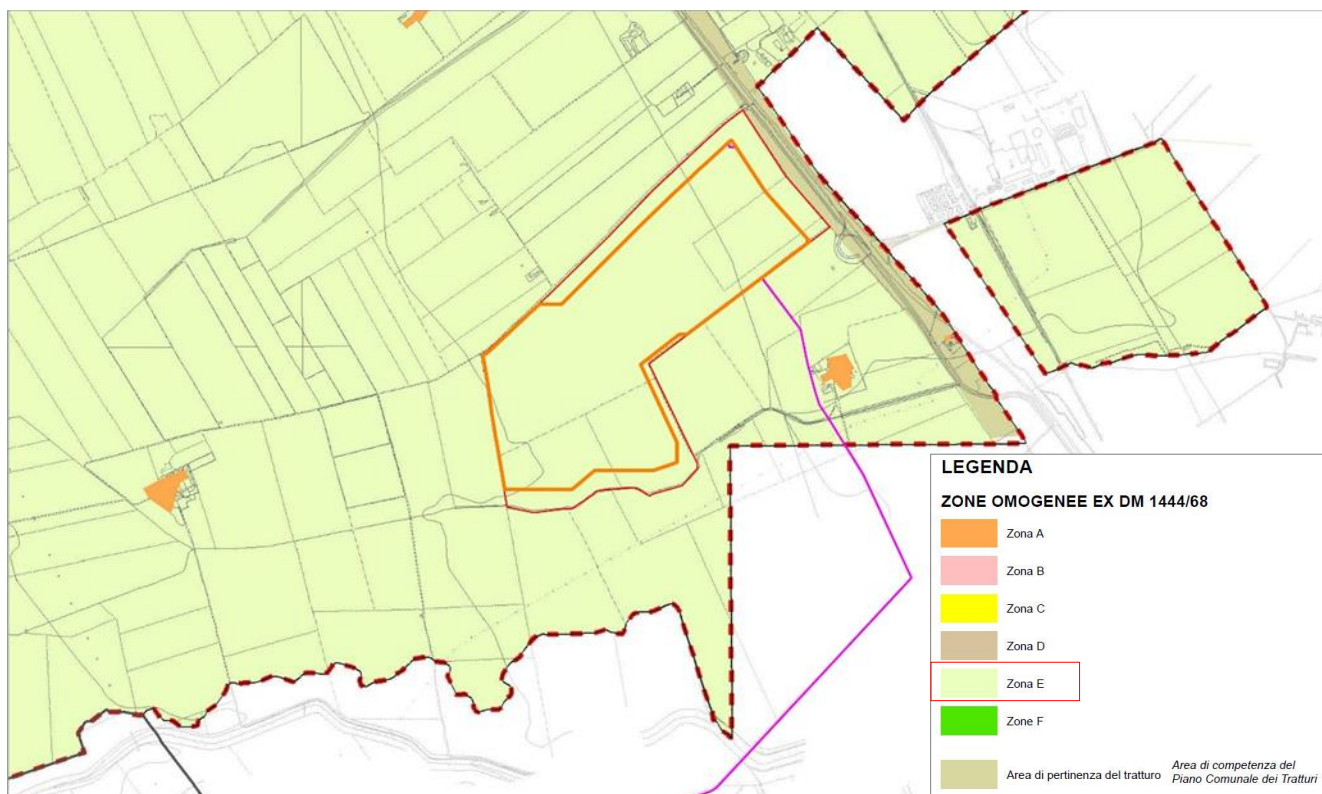 LEGENDA
ZONE OMOGENEE EX DM 1444/68
Zona A
Zona B
Zona C
Zona D
Zona E
Zone F
Area di pertinenza del tratturo
Area di competenza del
Piano Comunale dei Tratturi